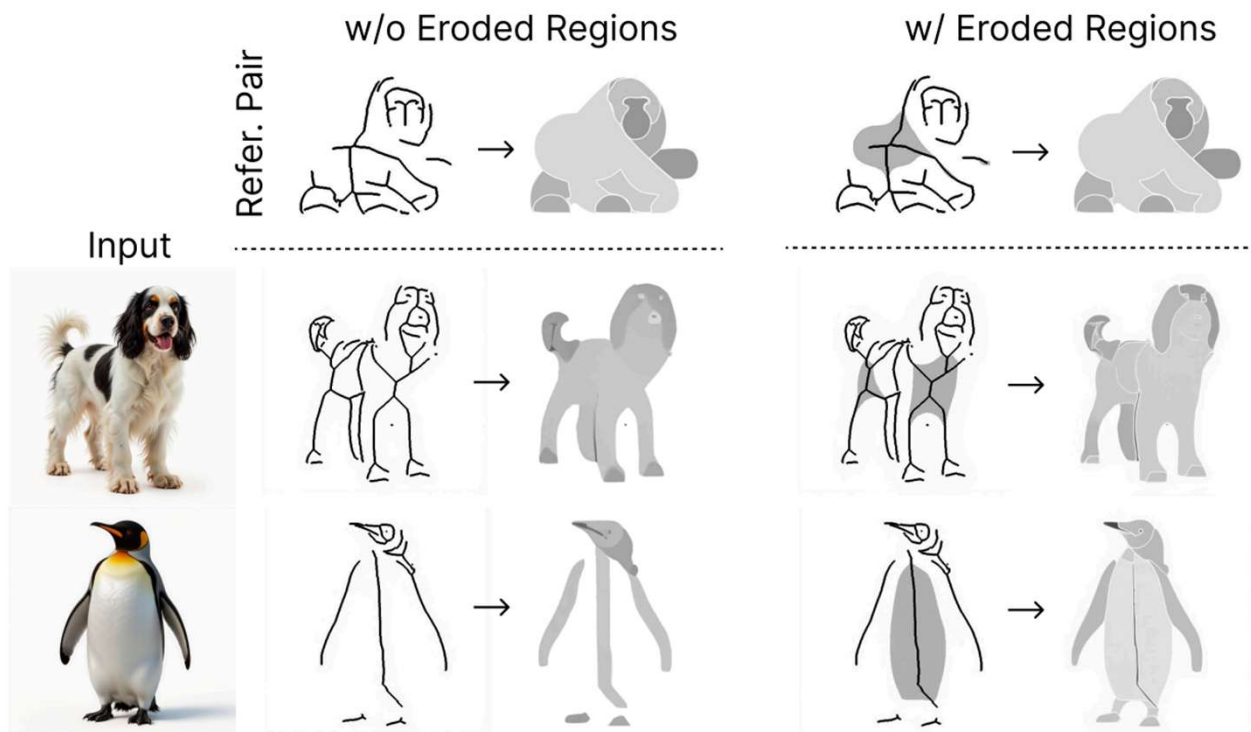 w/o Eroded Regions
w/ Eroded Regions
Refer. Pair
Input